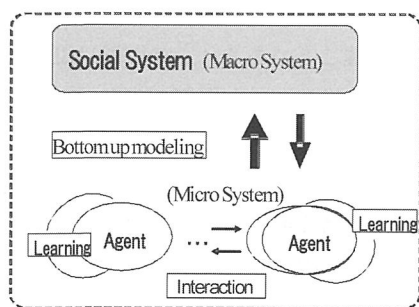 Social System (Macro System)
Bottom up modeling
(Micro System)
Learning
Agent
...
Agent
Learning
Interaction